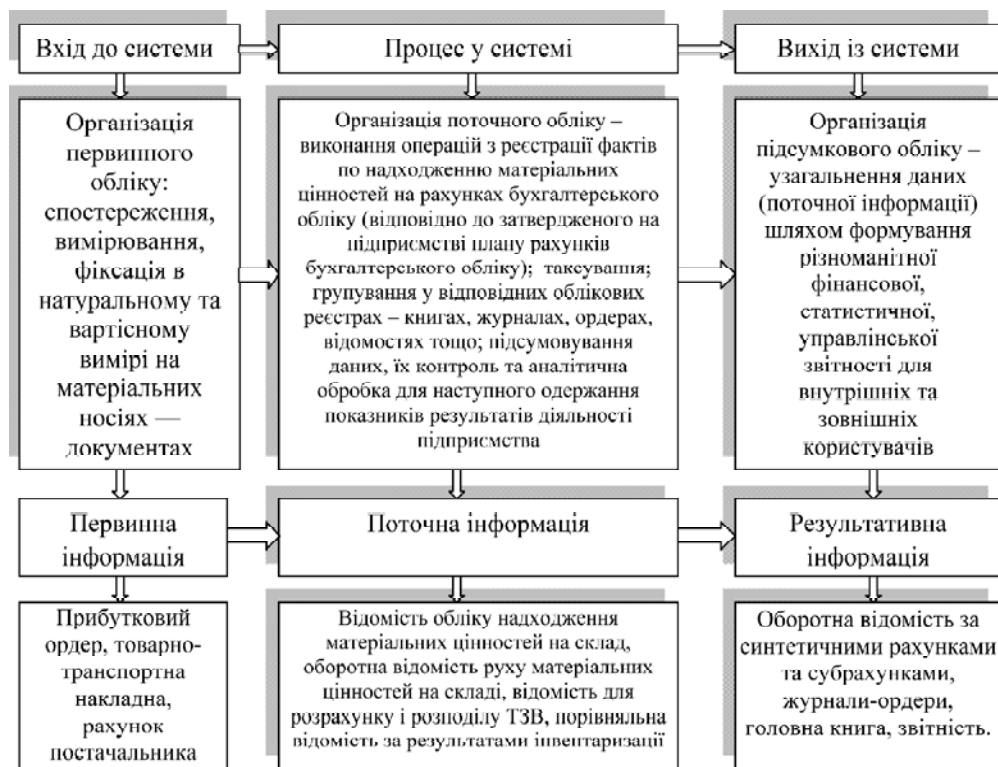 Вхід до системи
Процес у системі
Вихід із системи
Організація
первинного
обліку:
спостереження,
вимірювання,
фіксація в
натуральному та
вартісному
вимірі на
матеріальних
носіях —
документах
Організація поточного обліку –
виконання операцій з реєстрації фактів
по надходженню матеріальних
цінностей на рахунках бухгалтерського
обліку (відповідно до затвердженого на
підприємстві плану рахунків
бухгалтерського обліку); таксування;
групування у відповідних облікових
реєстрах – книгах, журналах, ордерах,
відомостях тощо; підсумовування
даних, їх контроль та аналітична
обробка для наступного одержання
показників результатів діяльності
підприємства
Організація
підсумкового обліку –
узагальнення даних
(поточної інформації)
шляхом формування
різноманітної
фінансової,
статистичної,
управлінської
звітності для
внутрішніх та
зовнішніх
користувачів
Первинна
інформація
Поточна інформація
Результативна
інформація
Прибутковий
ордер, товарно-
транспортна
накладна,
рахунок
постачальника
Відомість обліку надходження
матеріальних цінностей на склад,
оборотна відомість руху матеріальних
цінностей на складі, відомість для
розрахунку і розподілу ТЗВ, порівняльна
відомість за результатами інвентаризації
Оборотна відомість за
синтетичними рахунками
та субрахунками,
журнали-ордери,
головна книга, звітність.